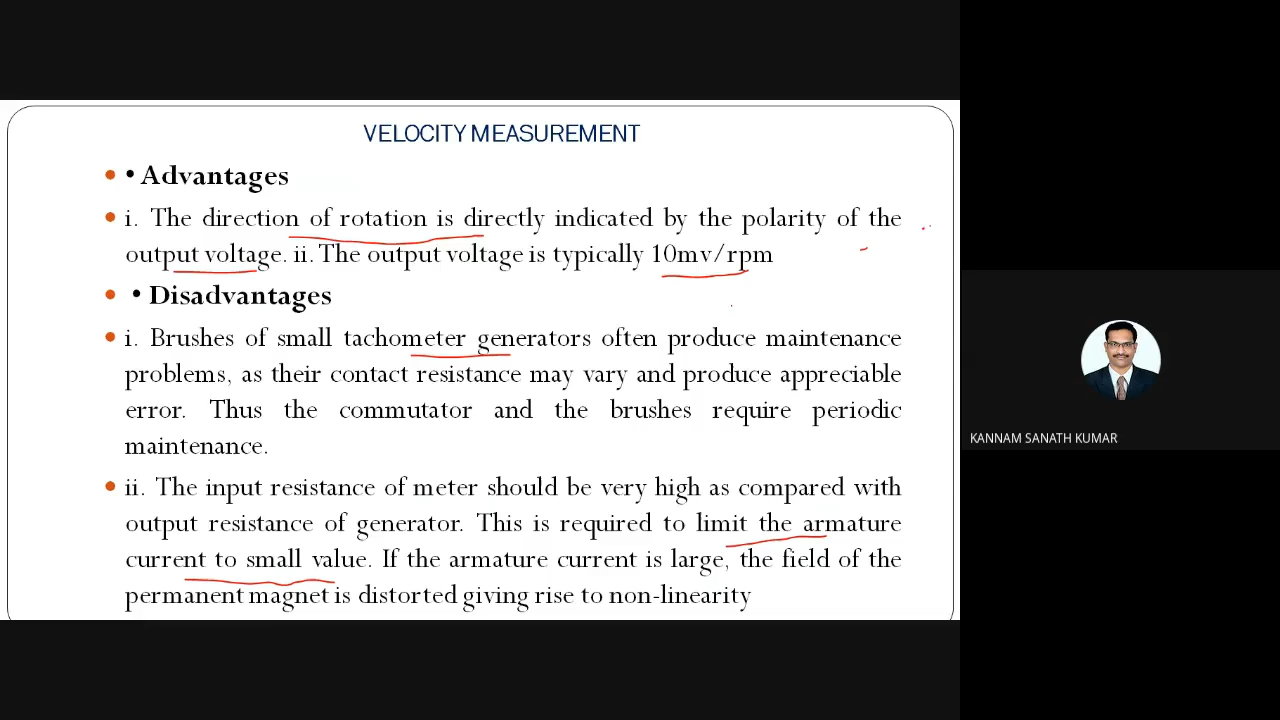 VELOCITY MEASUREMENT
• • Advantages
• i. The direction of rotation is directly indicated by the polarity of the
output voltage. ii. The output voltage is typically 10mv/rpm
• • Disadvantages
• i. Brushes of small tachometer generators often produce maintenance
problems, as their contact resistance may vary and produce appreciable
error. Thus the commutator and the brushes require periodic
maintenance.
• ii. The input resistance of meter should be very high as compared with
output resistance of generator. This is required to limit the armature
current to small value. If the armature current is large, the field of the
permanent magnet is distorted giving rise to non-linearity
KANNAM SANATH KUMAR